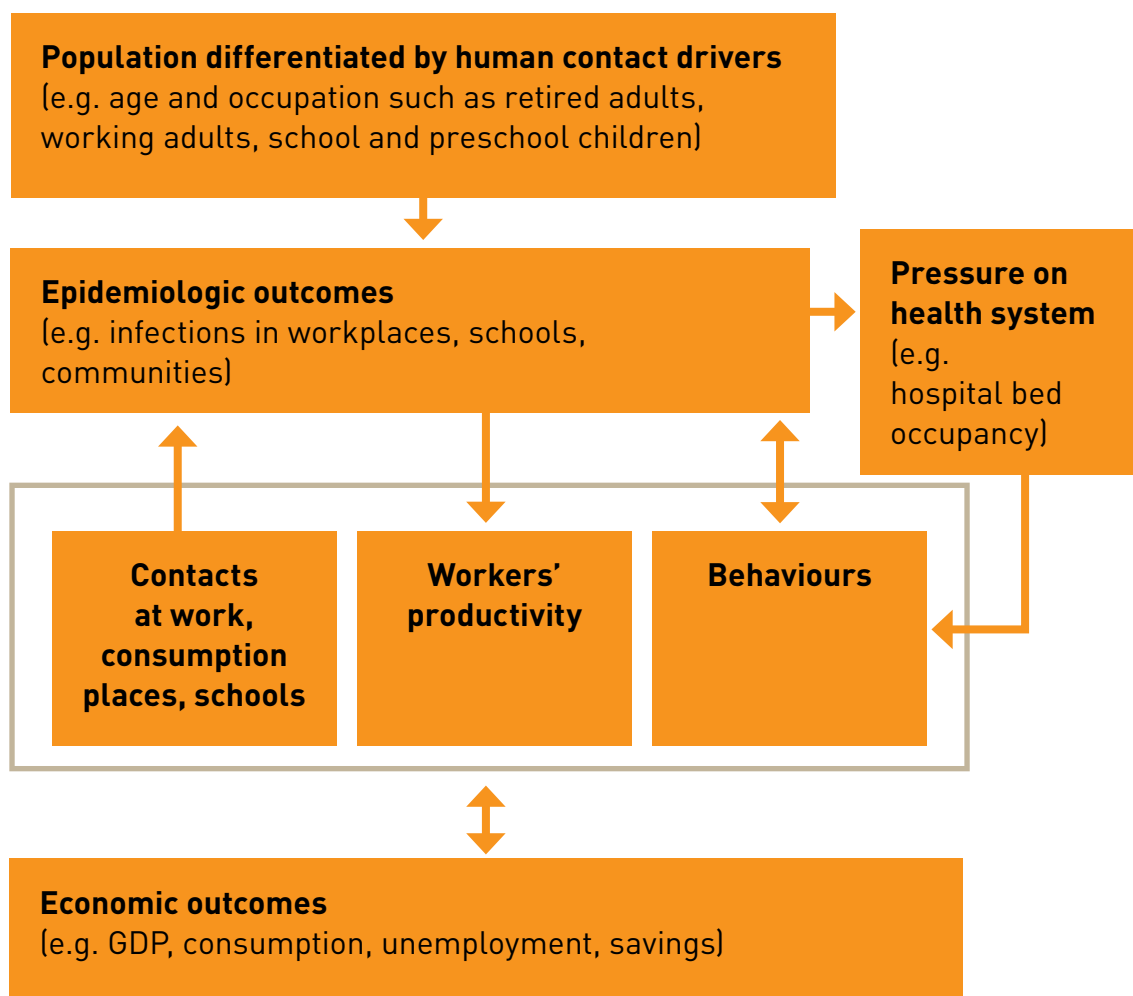 Population differentiated by human contact drivers
(e.g. age and occupation such as retired adults,
working adults, school and preschool children)
Epidemiologic outcomes
(e.g. infections in workplaces, schools,
communities)
Pressure on
health system
(e.g.
hospital bed
occupancy)
Contacts
at work,
consumption
places, schools
Workers’
productivity
Behaviours
Economic outcomes
(e.g. GDP, consumption, unemployment, savings)